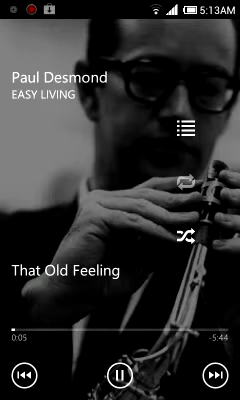 5:13AM
Paul Desmond
EASY LIVING
That Old Feeling
0:05
-5:44